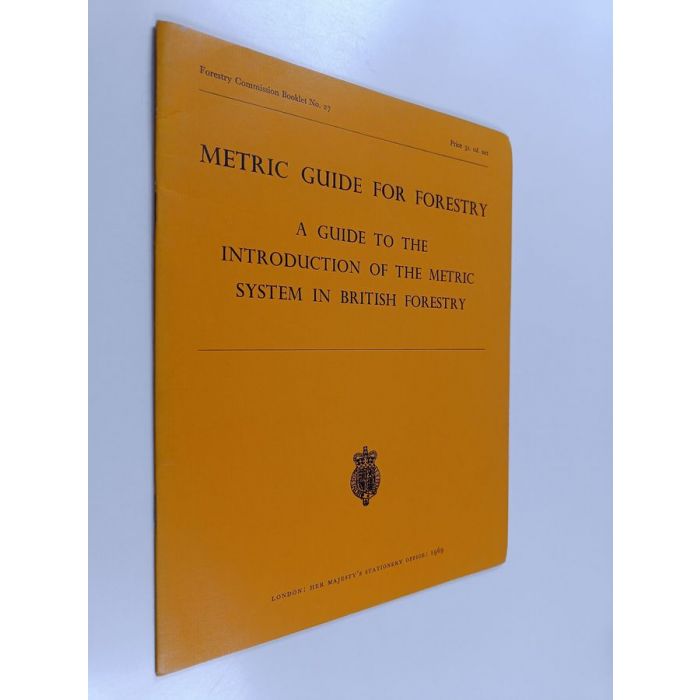 Forestry Commission Booklet No. 27
Price 3s. od. net
METRIC GUIDE FOR FORESTRY
A GUIDE TO THE
INTRODUCTION OF THE METRIC
SYSTEM IN BRITISH FORESTRY
LONDON: HER MAJESTY'S STATIONERY OFFICE: 1969